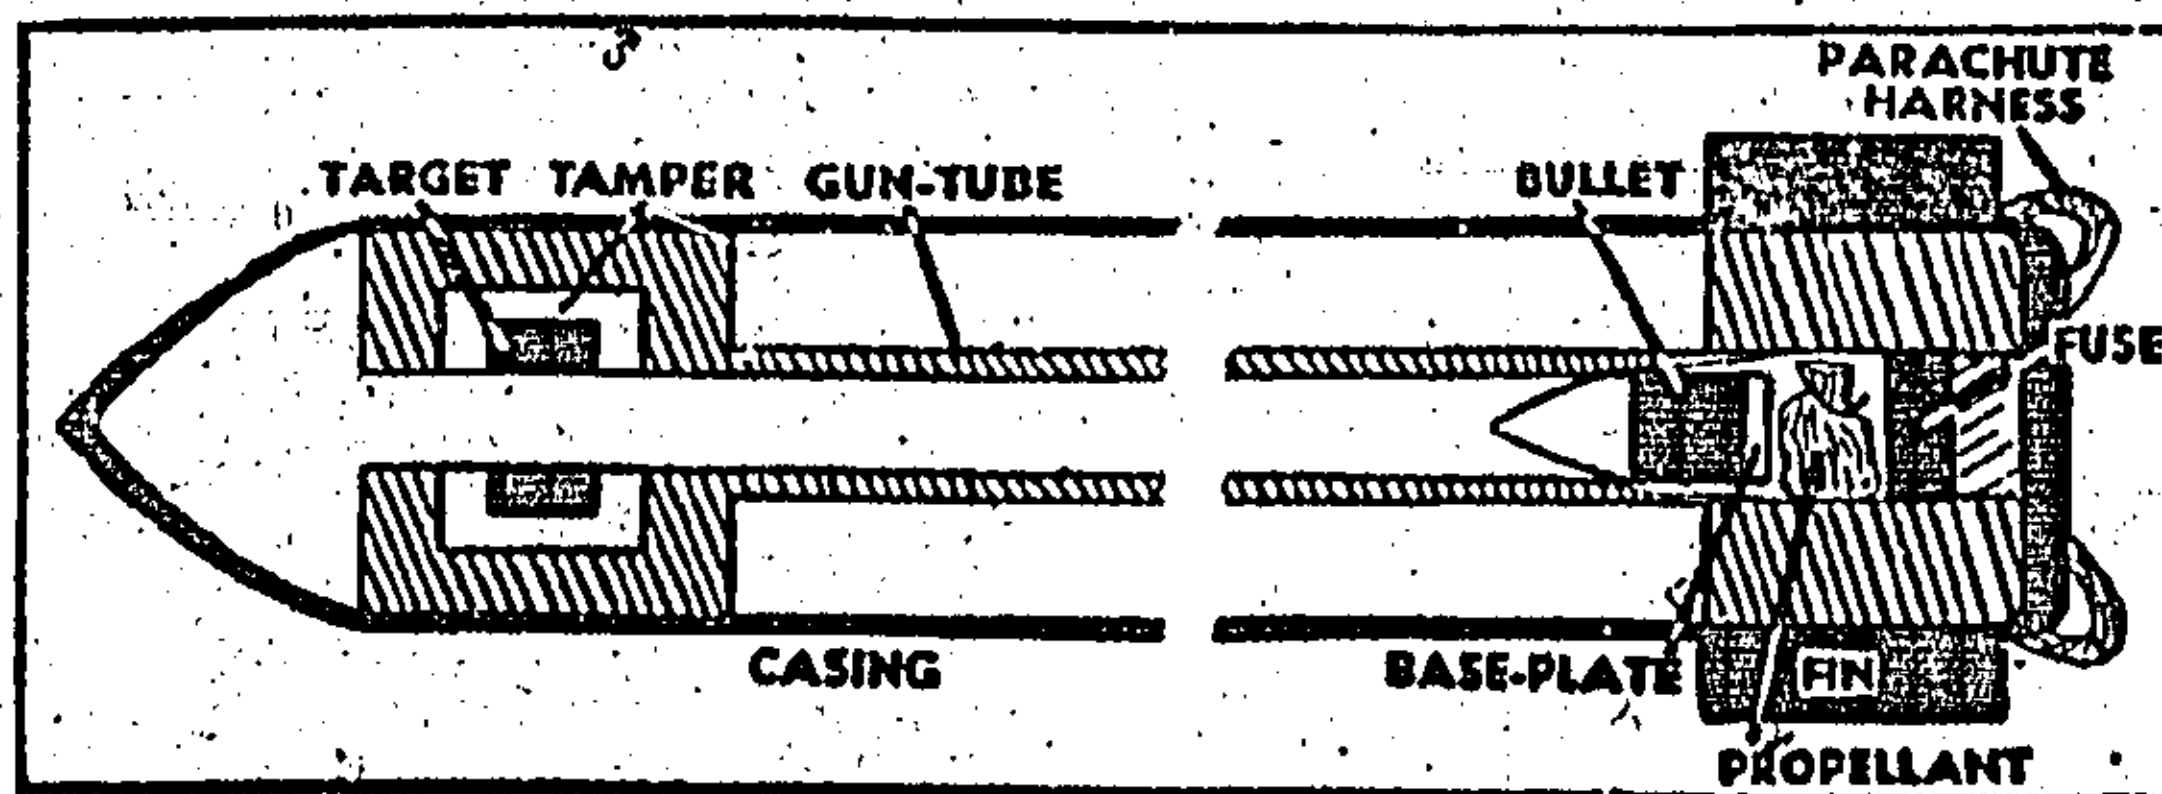 PARACHUTE
HARNESS
TARGET TAMPER GUN-TUBE
BULLET
FUSE
CASING
BASE-PLATE
FIN
PROPELLANT